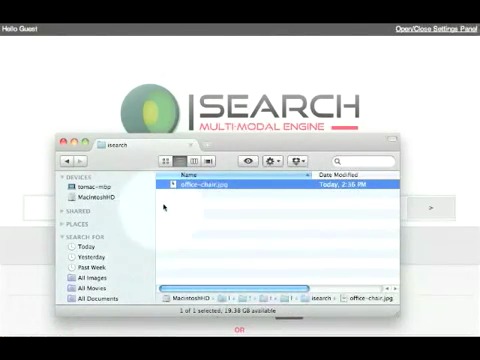 Hello Guest
Open/Close Settings Panel
ISEARCH
MULTI-MODAL ENGINE
isearch
Name
Date Modified
office-chair.jpg
Today, 2:36 PM
DEVICES
tomac-mbp
MacintoshHD
SHARED
PLACES
SEARCH FOR
Today
Yesterday
Past Week
All Images
All Movies
All Documents
MacintoshHD
isearch
office-chair.jpg
1 of 1 selected, 19.38 GB available
>
OR